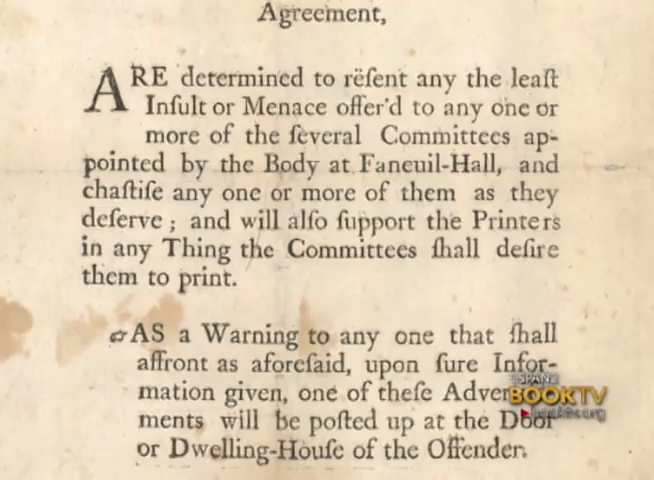 Agreement,
ARE determined to rësent any the leaſt
Inſult or Menace offer'd to any one or
more of the ſeveral Committees ap-
pointed by the Body at Faneuil-Hall, and
chaſtiſe any one or more of them as they
deſerve ; and will alſo ſupport the Printers
in any Thing the Committees ſhall deſire
them to print.
☞AS a Warning to any one that ſhall
affront as aforeſaid, upon ſure Infor-
mation given, one of theſe
ments will be poſted up at the Door
or Dwelling-Houſe of the Offender.
C-SPAN2
BOOKTV
booktv.org